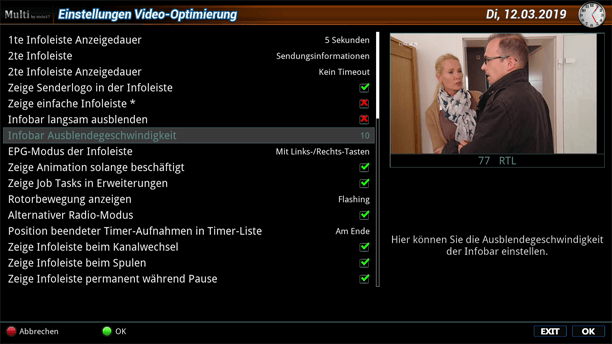 Multi by mutant Einstellungen Video-Optimierung Di, 12.03.2019
1te Infoleiste Anzeigedauer 5 Sekunden
2te Infoleiste Sendungsinformationen
2te Infoleiste Anzeigedauer Kein Timeout
Zeige Senderlogo in der Infoleiste
Zeige einfache Infoleiste *
Infobar langsam ausblenden
Infobar Ausblendegeschwindigkeit 10
EPG-Modus der Infoleiste Mit Links-/Rechts-Tasten
Zeige Animation solange beschäftigt
Zeige Job Tasks in Erweiterungen
Rotorbewegung anzeigen Flashing
Alternativer Radio-Modus
Position beendeter Timer-Aufnahmen in Timer-Liste Am Ende
Zeige Infoleiste beim Kanalwechsel
Zeige Infoleiste beim Spulen
Zeige Infoleiste permanent während Pause
77 RTL
Hier können Sie die Ausblendegeschwindigkeit
der Infobar einstellen.
Abbrechen OK EXIT OK